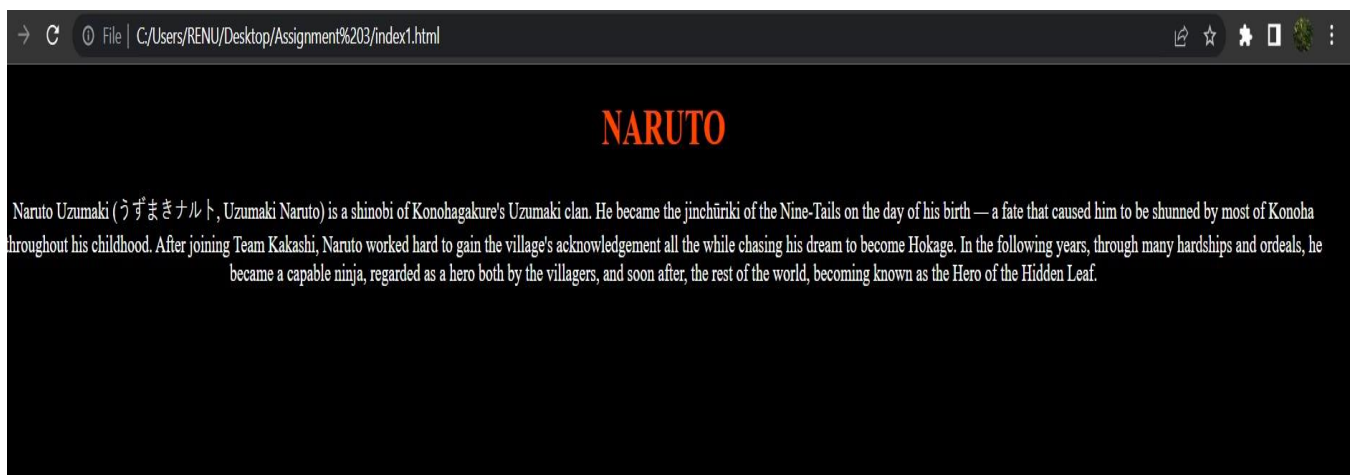 File | C:/Users/RENU/Desktop/Assignment%203/index1.html
NARUTO
Naruto Uzumaki (うずまきナルト, Uzumaki Naruto) is a shinobi of Konohagakure's Uzumaki clan. He became the jinchūriki of the Nine-Tails on the day of his birth — a fate that caused him to be shunned by most of Konoha
throughout his childhood. After joining Team Kakashi, Naruto worked hard to gain the village's acknowledgement all the while chasing his dream to become Hokage. In the following years, through many hardships and ordeals, he
became a capable ninja, regarded as a hero both by the villagers, and soon after, the rest of the world, becoming known as the Hero of the Hidden Leaf.